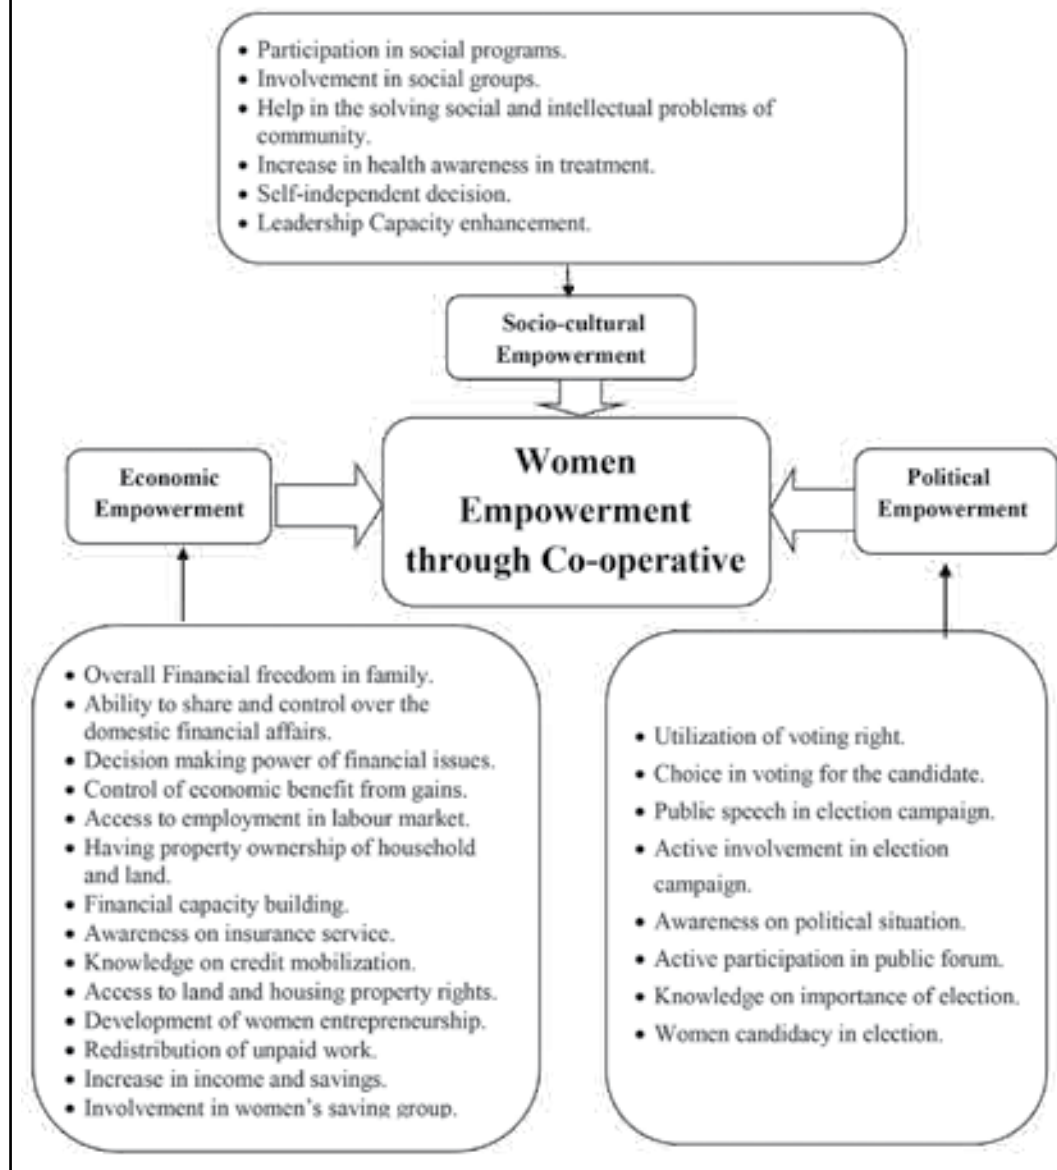 • Participation in social programs.
• Involvement in social groups.
• Help in the solving social and intellectual problems of
community.
• Increase in health awareness in treatment.
• Self-independent decision.
• Leadership Capacity enhancement.
Socio-cultural
Empowerment
Economic
Empowerment
Women
Empowerment
through Co-operative
Political
Empowerment
• Overall Financial freedom in family.
• Ability to share and control over the
domestic financial affairs.
• Decision making power of financial issues.
• Control of economic benefit from gains.
• Access to employment in labour market.
• Having property ownership of household
and land.
• Financial capacity building.
• Awareness on insurance service.
• Knowledge on credit mobilization.
• Access to land and housing property rights.
• Development of women entrepreneurship.
• Redistribution of unpaid work.
• Increase in income and savings.
• Involvement in women's saving group.
• Utilization of voting right.
• Choice in voting for the candidate.
• Public speech in election campaign.
• Active involvement in election
campaign.
• Awareness on political situation.
• Active participation in public forum.
• Knowledge on importance of election.
• Women candidacy in election.